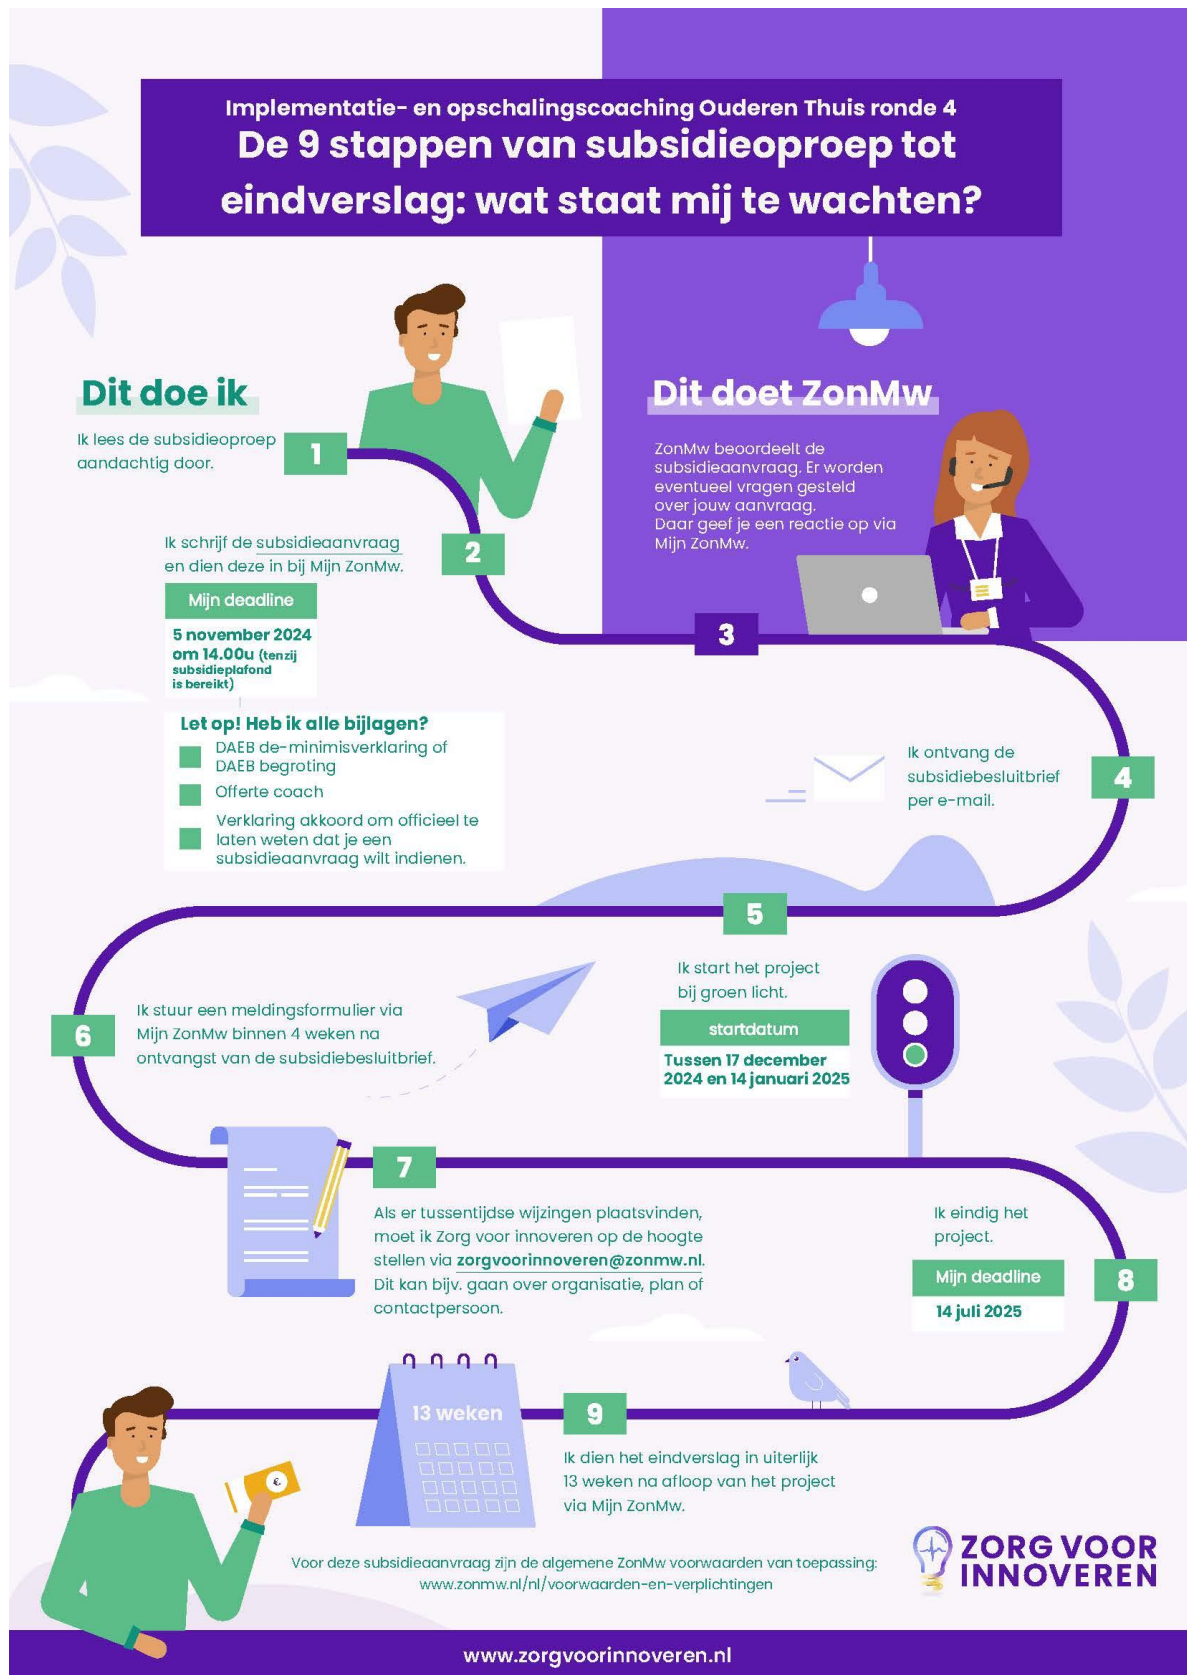 Implementatie- en opschalingscoaching Ouderen Thuis ronde 4
De 9 stappen van subsidieoproep tot
eindverslag: wat staat mij te wachten?
Dit doe ik
Ik lees de subsidieoproep
aandachtig door.
1
Ik schrijf de subsidieaanvraag
en dien deze in bij Mijn ZonMw.
2
Mijn deadline
5 november 2024
om 14.00u (tenzij
subsidieplafond
is bereikt)
Let op! Heb ik alle bijlagen?
DAEB de-minimisverklaring of
DAEB begroting
Offerte coach
Verklaring akkoord om officieel te
laten weten dat je een
subsidieaanvraag wilt indienen.
Dit doet ZonMw
ZonMw beoordeelt de
subsidieaanvraag. Er worden
eventueel vragen gesteld
over jouw aanvraag.
Daar geef je een reactie op via
Mijn ZonMw.
3
Ik ontvang de
subsidiebesluitbrief
per e-mail.
4
5
Ik start het project
bij groen licht.
startdatum
Tussen 17 december
2024 en 14 januari 2025
6
Ik stuur een meldingsformulier via
Mijn ZonMw binnen 4 weken na
ontvangst van de subsidiebesluitbrief.
7
Als er tussentijdse wijzingen plaatsvinden,
moet ik Zorg voor innoveren op de hoogte
stellen via zorgvoorinnoveren@zonmw.nl.
Dit kan bijv. gaan over organisatie, plan of
contactpersoon.
Ik eindig het
project.
8
Mijn deadline
14 juli 2025
13 weken
9
Ik dien het eindverslag in uiterlijk
13 weken na afloop van het project
via Mijn ZonMw.
€
Voor deze subsidieaanvraag zijn de algemene ZonMw voorwaarden van toepassing:
www.zonmw.nl/nl/voorwaarden-en-verplichtingen
ZORG VOOR
INNOVEREN
www.zorgvoorinnoveren.nl